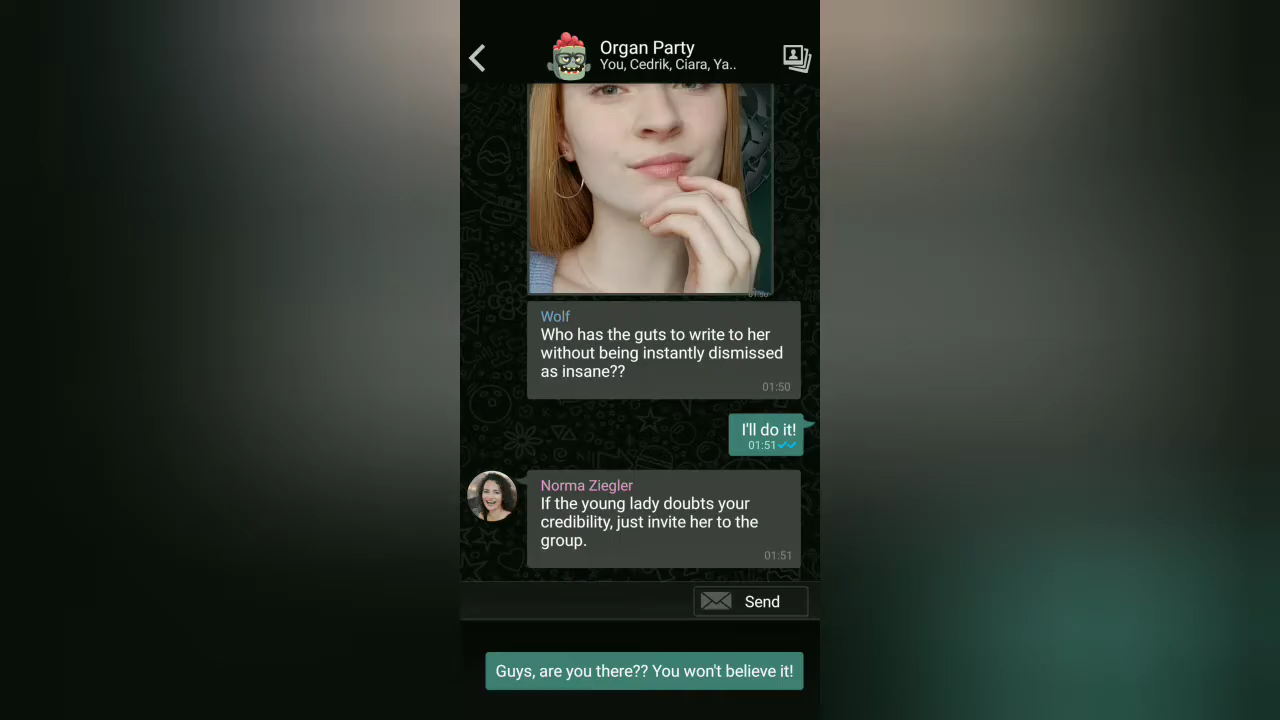 Organ Party
You, Cedrik, Ciara, Ya..
01:50
Wolf
Who has the guts to write to her
without being instantly dismissed
as insane??
01:50
I'll do it!
01:51
Norma Ziegler
If the young lady doubts your
credibility, just invite her to the
group.
01:51
Send
Guys, are you there?? You won't believe it!